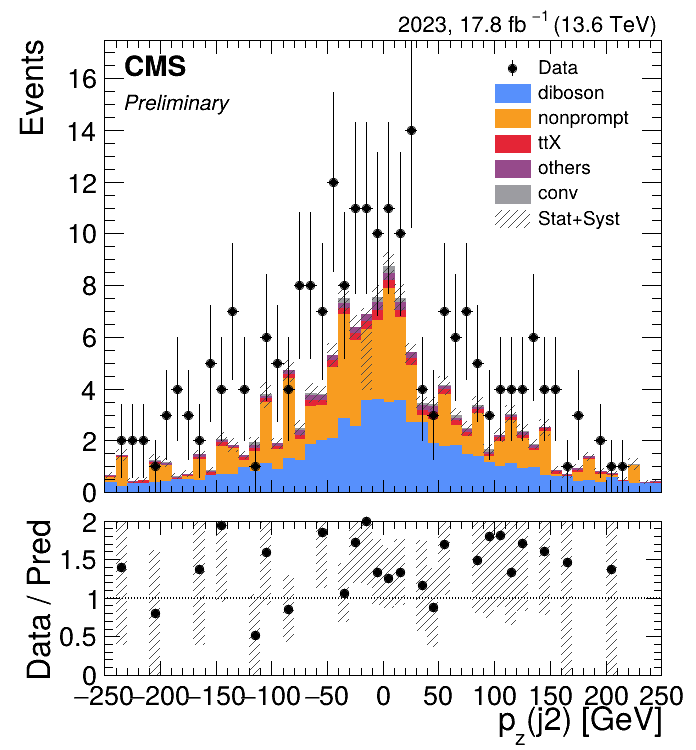 2023, 17.8 fb⁻¹ (13.6 TeV)
Events
CMS
Preliminary
Data
diboson
nonprompt
ttX
others
conv
Stat+Syst
16
14
12
10
8
6
4
2
0
Data / Pred
2
1.5
1
0.5
0
−250 −200 −150 −100 −50 0 50 100 150 200 250
p_z(j2) [GeV]